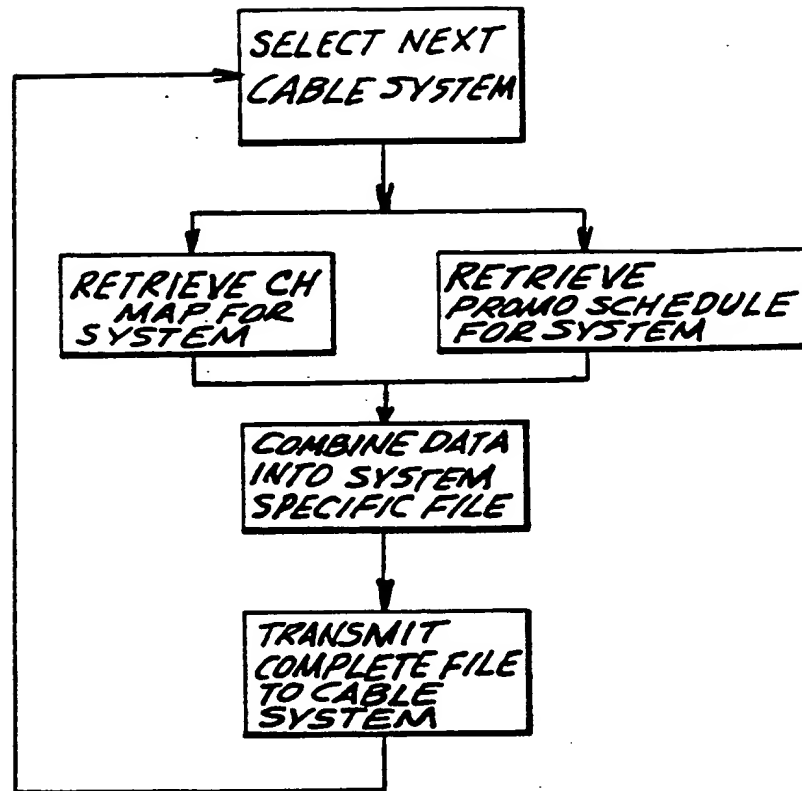 SELECT NEXT
CABLE SYSTEM
RETRIEVE CH
MAP FOR
SYSTEM
RETRIEVE
PROMO SCHEDULE
FOR SYSTEM
COMBINE DATA
INTO SYSTEM
SPECIFIC FILE
TRANSMIT
COMPLETE FILE
TO CABLE
SYSTEM